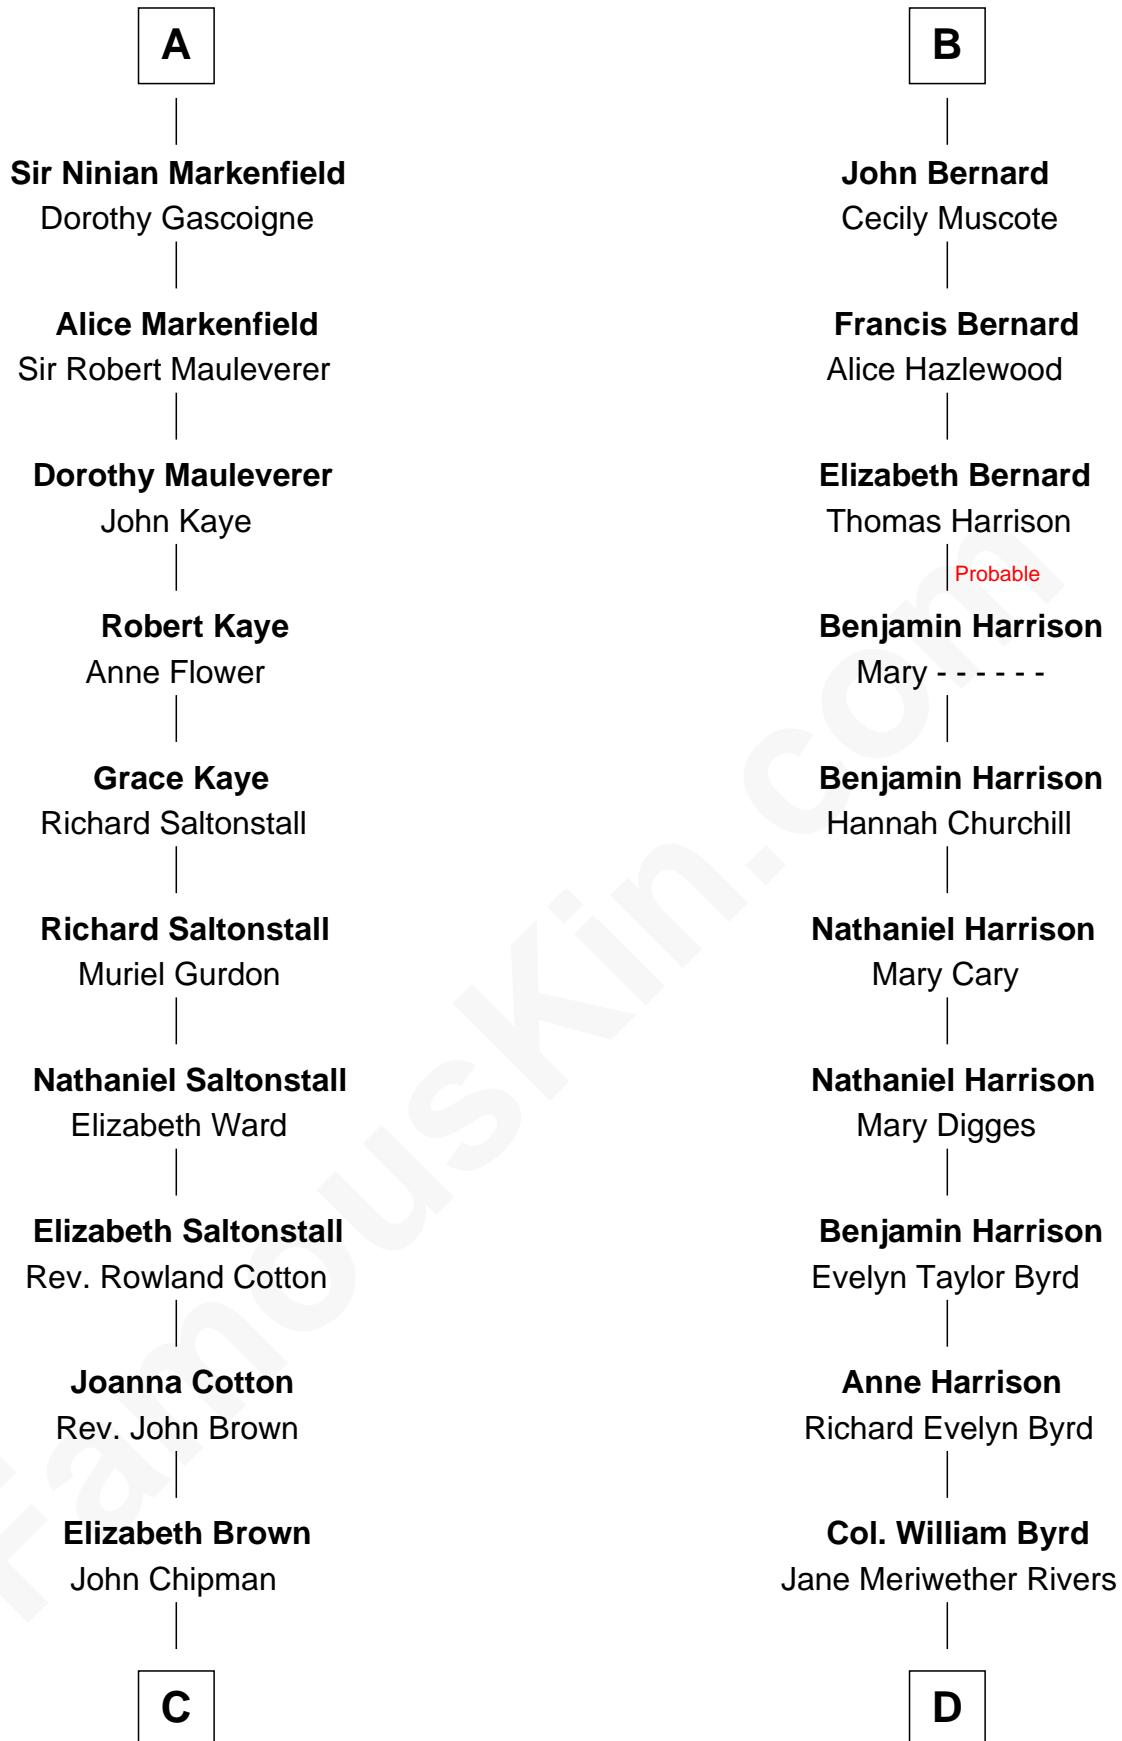 A
Sir Ninian Markenfield
Dorothy Gascoigne
Alice Markenfield
Sir Robert Mauleverer
Dorothy Mauleverer
John Kaye
Robert Kaye
Anne Flower
Grace Kaye
Richard Saltonstall
Richard Saltonstall
Muriel Gurdon
Nathaniel Saltonstall
Elizabeth Ward
Elizabeth Saltonstall
Rev. Rowland Cotton
Joanna Cotton
Rev. John Brown
Elizabeth Brown
John Chipman
C
B
John Bernard
Cecily Muscote
Francis Bernard
Alice Hazlewood
Elizabeth Bernard
Thomas Harrison
Probable
Benjamin Harrison
Mary - - - - - -
Benjamin Harrison
Hannah Churchill
Nathaniel Harrison
Mary Cary
Nathaniel Harrison
Mary Digges
Benjamin Harrison
Evelyn Taylor Byrd
Anne Harrison
Richard Evelyn Byrd
Col. William Byrd
Jane Meriwether Rivers
D
FamousKin.com